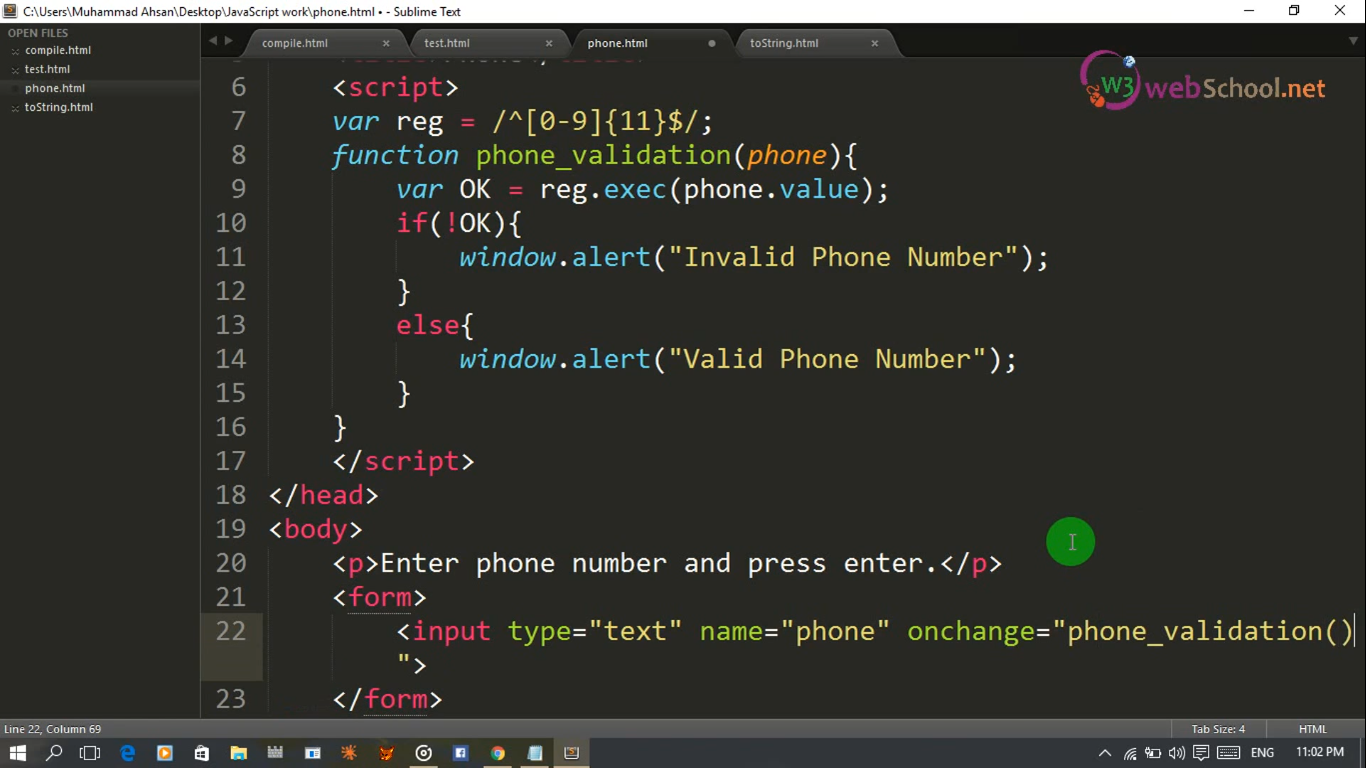 C:\Users\Muhammad Ahsan\Desktop\JavaScript work\phone.html • - Sublime Text
OPEN FILES
compile.html
test.html
phone.html
toString.html
compile.html
test.html
phone.html
toString.html
W3webSchool.net
6 <script>
7 var reg = /^[0-9]{11}$/;
8 function phone_validation(phone){
9 var OK = reg.exec(phone.value);
10 if(!OK){
11 window.alert("Invalid Phone Number");
12 }
13 else{
14 window.alert("Valid Phone Number");
15 }
16 }
17 </script>
18 </head>
19 <body>
20 <p>Enter phone number and press enter.</p>
21 <form>
22 <input type="text" name="phone" onchange="phone_validation()
">
23 </form>
Line 22, Column 69
Tab Size: 4
HTML
ENG
11:02 PM